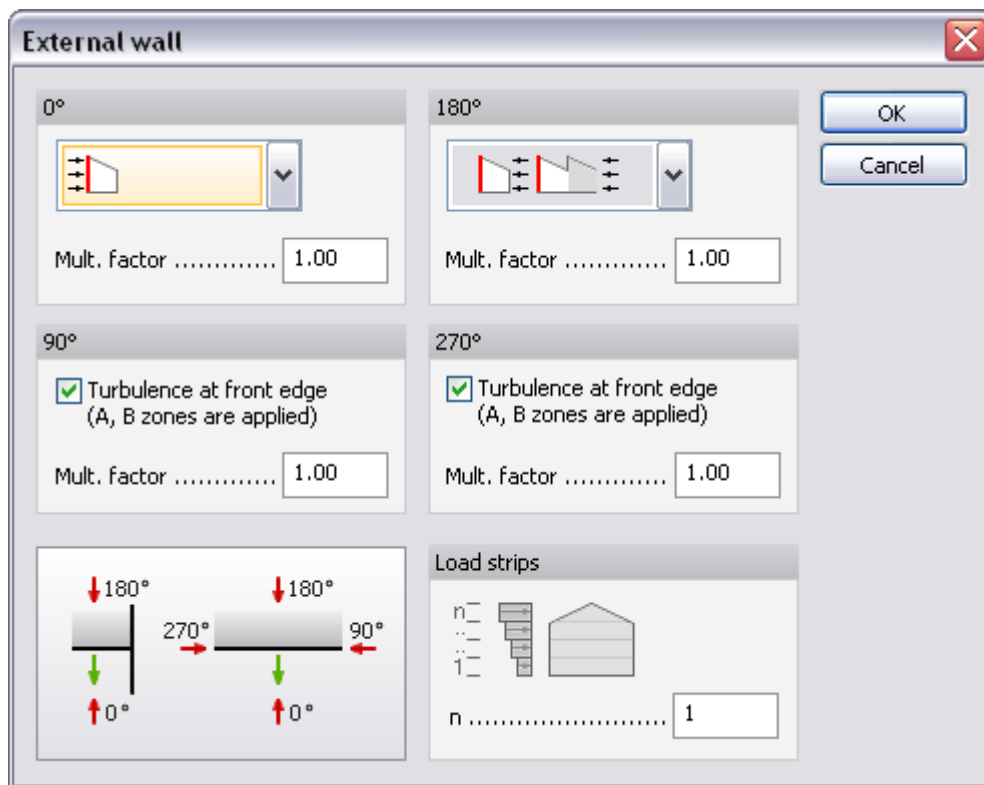 External wall
0°
Mult. factor ............. 1.00
180°
Mult. factor ............. 1.00
OK
Cancel
90°
Turbulence at front edge
(A, B zones are applied)
Mult. factor ............. 1.00
270°
Turbulence at front edge
(A, B zones are applied)
Mult. factor ............. 1.00
180° 180°
270° 90°
0° 0°
Load strips
n
..
1
n ......................... 1